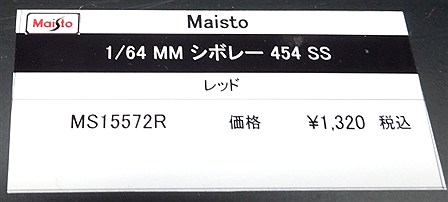 Maisto
Maisto
1/64 MM シボレー 454 SS
レッド
MS15572R 価格 ¥1,320 税込